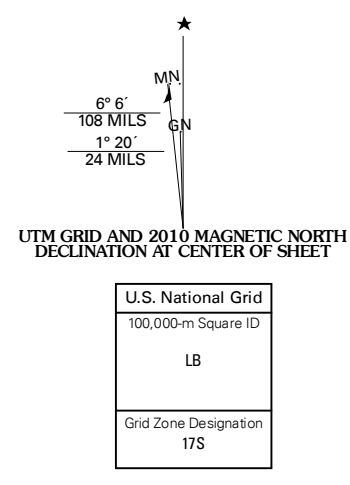 ★
M.N.
6° 6´
108 MILS
GN
1° 20´
24 MILS
UTM GRID AND 2010 MAGNETIC NORTH
DECLINATION AT CENTER OF SHEET
U.S. National Grid
100,000-m Square ID
LB
Grid Zone Designation
17S